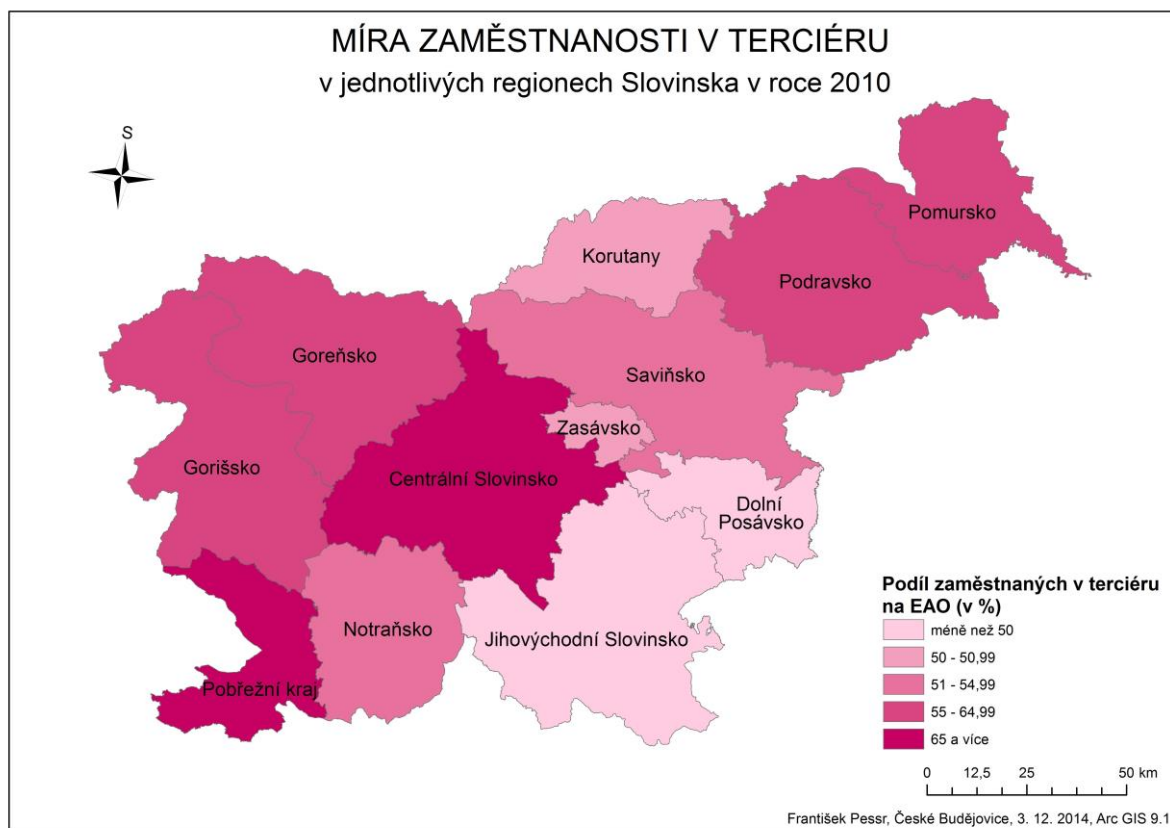 MÍRA ZAMĚSTNANOSTI V TERCIÉRU
v jednotlivých regionech Slovinska v roce 2010
S
Pomursko
Korutany
Podravsko
Goreňsko
Saviňsko
Zasávsko
Gorišsko
Centrální Slovinsko
Dolní
Posávsko
Notraňsko
Jihovýchodní Slovinsko
Pobřežní kraj
Podíl zaměstnaných v terciéru
na EAO (v %)
méně než 50
50 - 50,99
51 - 54,99
55 - 64,99
65 a více
0 12,5 25 50 km
František Pessr, České Budějovice, 3. 12. 2014, Arc GIS 9.1